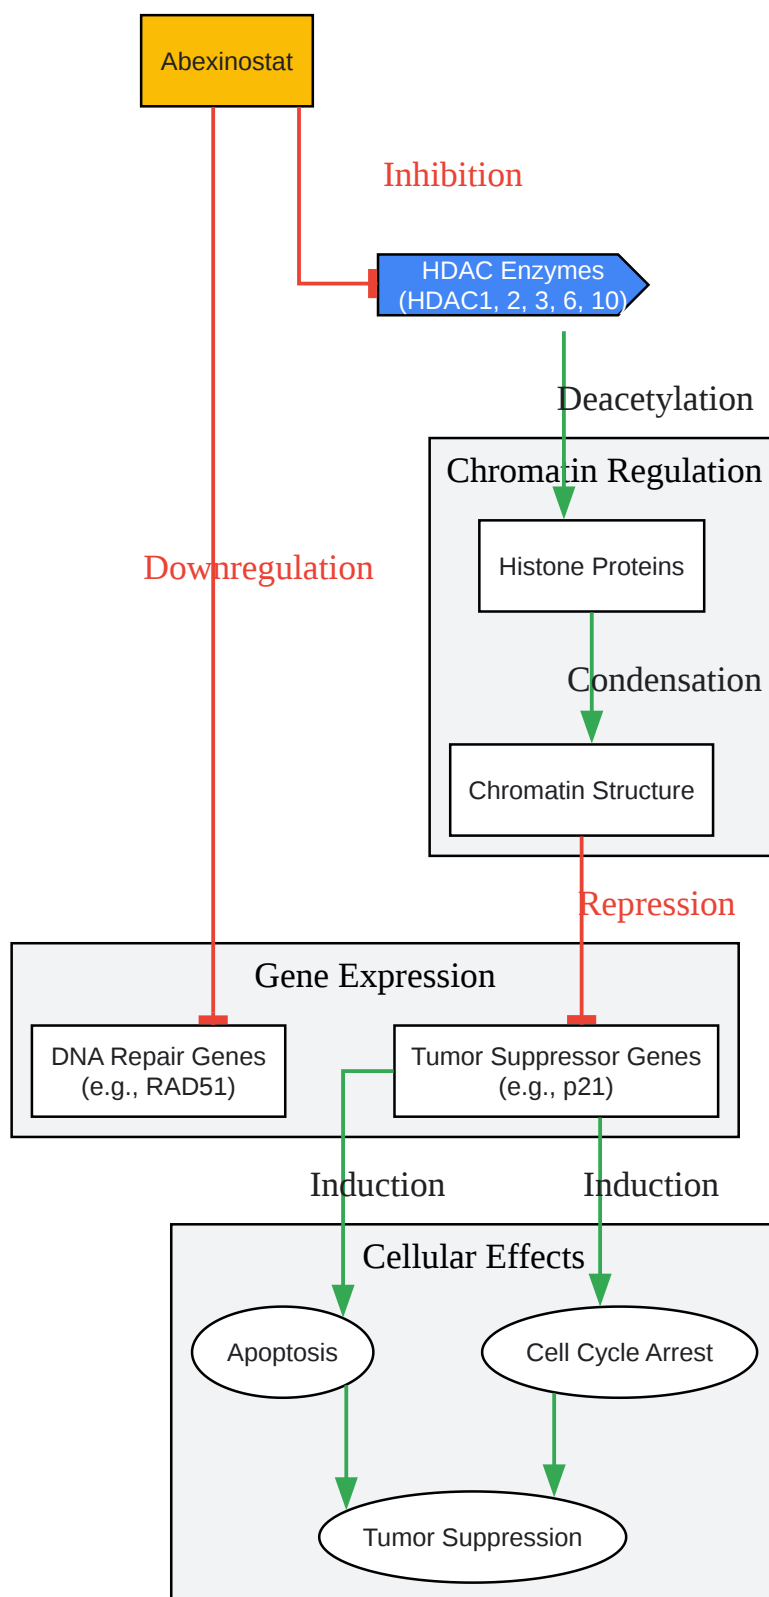 Abexinostat
Inhibition
HDAC Enzymes
(HDAC1, 2, 3, 6, 10)
Deacetylation
Chromatin Regulation
Histone Proteins
Downregulation
Condensation
Chromatin Structure
Repression
Gene Expression
DNA Repair Genes
(e.g., RAD51)
Tumor Suppressor Genes
(e.g., p21)
Induction
Induction
Cellular Effects
Apoptosis
Cell Cycle Arrest
Tumor Suppression